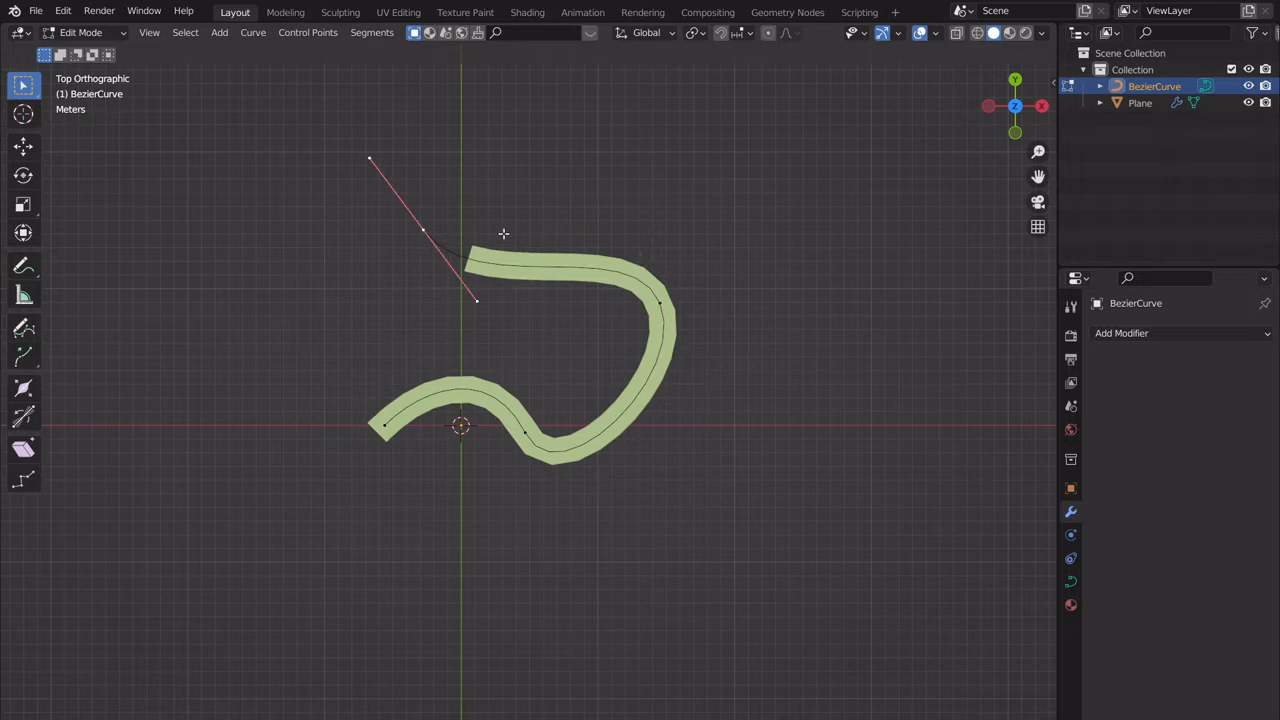 File Edit Render Window Help Layout Modeling Sculpting UV Editing Texture Paint Shading Animation Rendering Compositing Geometry Nodes Scripting + Scene ViewLayer
Edit Mode View Select Add Curve Control Points Segments Global
Scene Collection
Collection
BezierCurve
Plane
Top Orthographic
(1) BezierCurve
Meters
Y
Z
X
BezierCurve
Add Modifier